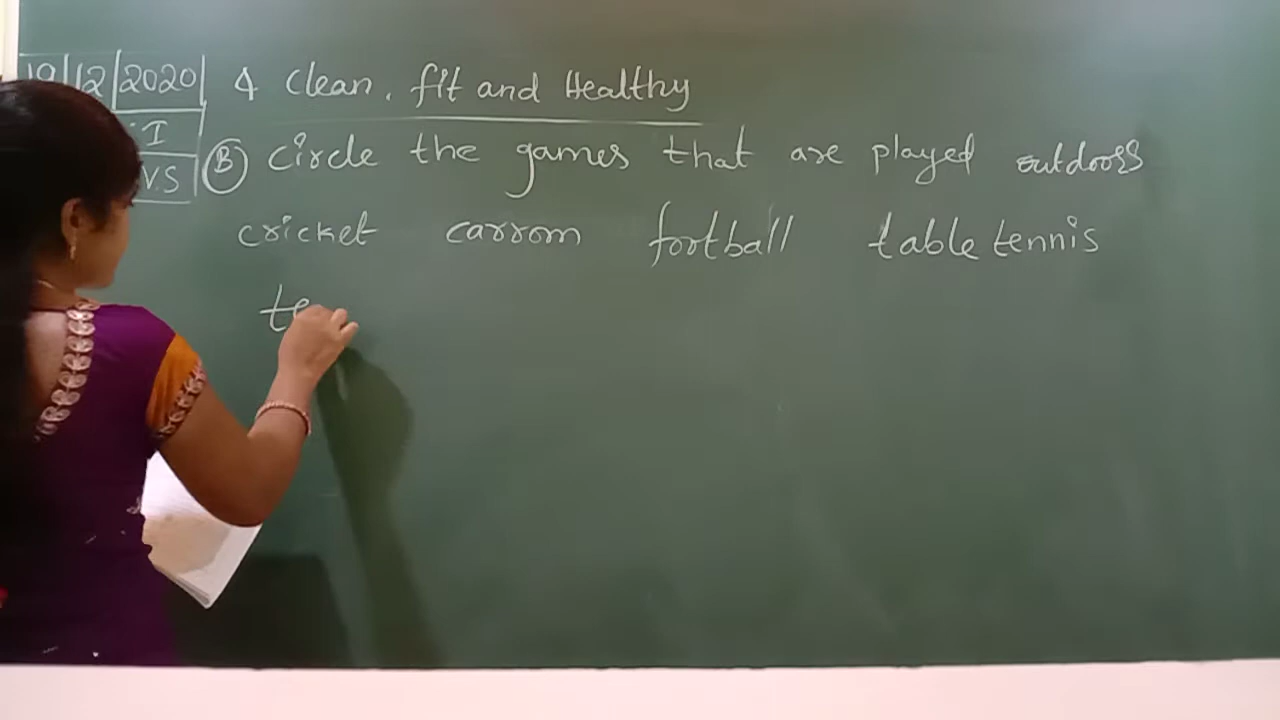 12 2020 4 Clean, fit and Healthy
I
V.S B Circle the games that are played outdoors
cricket carrom football table tennis
te